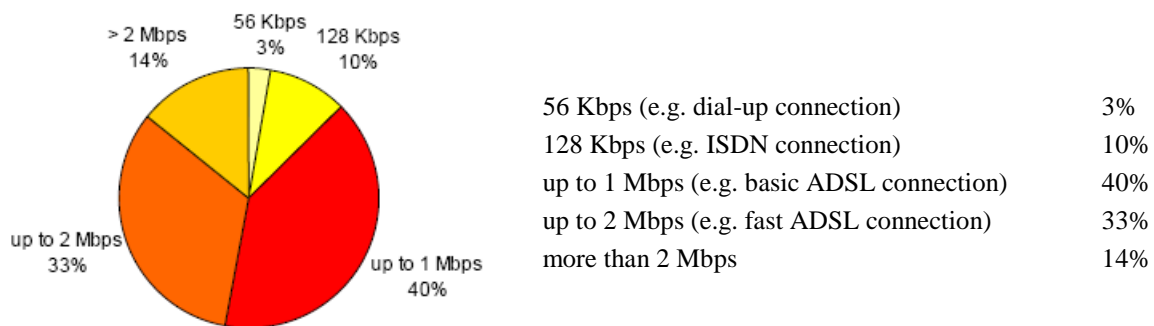 56 Kbps
3%
128 Kbps
10%
> 2 Mbps
14%
up to 2 Mbps
33%
up to 1 Mbps
40%
56 Kbps (e.g. dial-up connection) 3%
128 Kbps (e.g. ISDN connection) 10%
up to 1 Mbps (e.g. basic ADSL connection) 40%
up to 2 Mbps (e.g. fast ADSL connection) 33%
more than 2 Mbps 14%